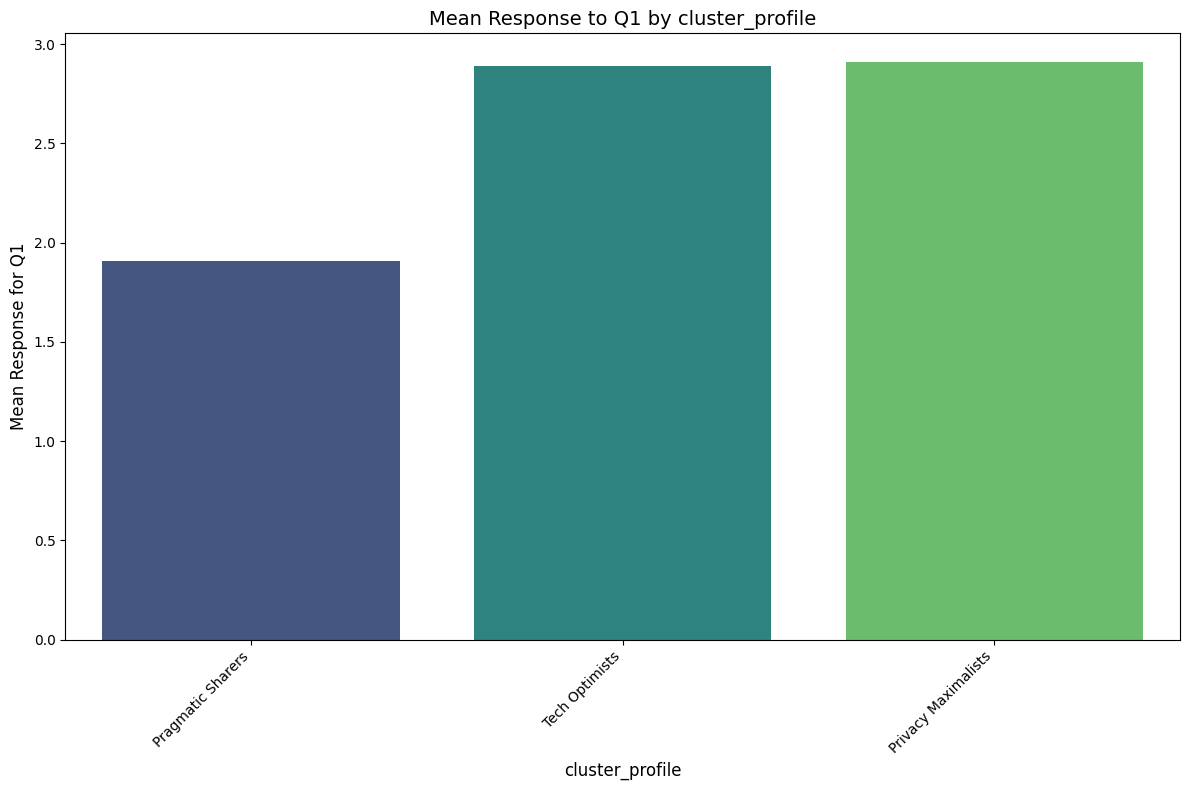 Mean Response to Q1 by cluster_profile
Mean Response for Q1
3.0
2.5
2.0
1.5
1.0
0.5
0.0
Pragmatic Sharers
Tech Optimists
Privacy Maximalists
cluster_profile